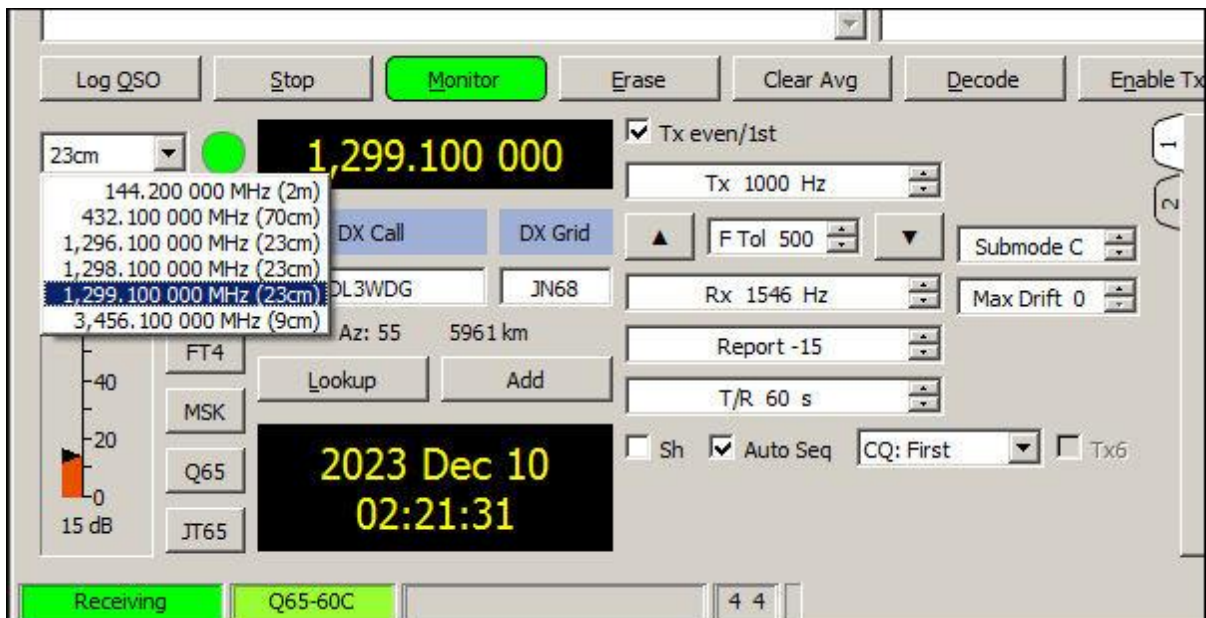 Log QSO Stop Monitor Erase Clear Avg Decode Enable Tx
23cm 1,299.100 000 Tx even/1st
144.200 000 MHz (2m)
432.100 000 MHz (70cm)
1,296.100 000 MHz (23cm)
1,298.100 000 MHz (23cm)
1,299.100 000 MHz (23cm)
3,456.100 000 MHz (9cm)
DX Call DX Grid
DL3WDG JN68
Az: 55 5961 km
Lookup Add
2023 Dec 10
02:21:31
Tx 1000 Hz
F Tol 500 Submode C
Rx 1546 Hz Max Drift 0
Report -15
T/R 60 s
Sh Auto Seq CQ: First Tx6
1
2
FT4
MSK
Q65
JT65
-40
-20
-0
15 dB
Receiving Q65-60C 4 4